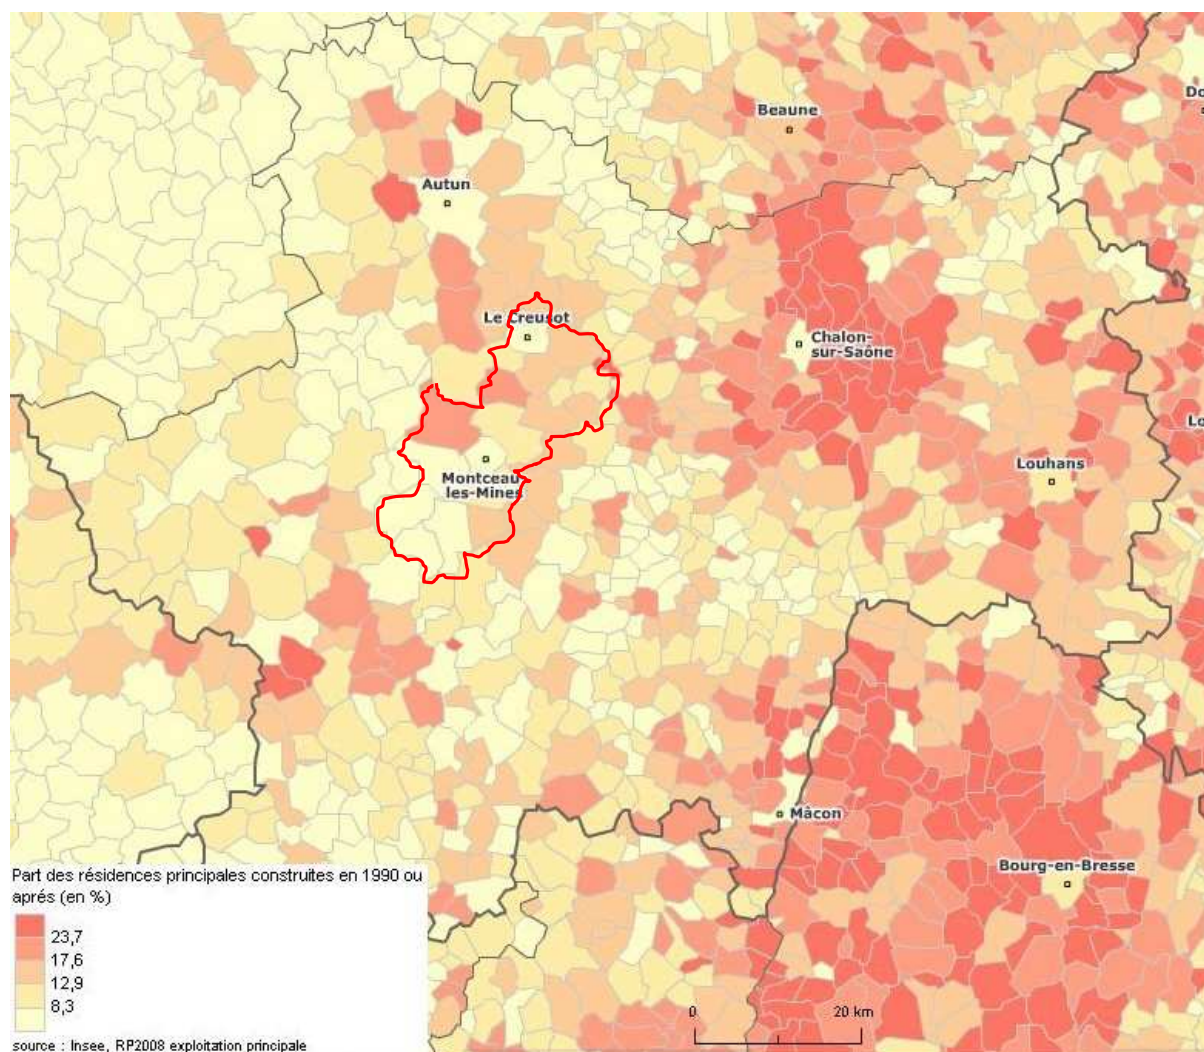 Do
Beaune
Autun
Le Creusot
Chalon-
sur-Saône
Lo
Louhans
Montceau
les-Mines
Mâcon
Bourg-en-Bresse
Part des résidences principales construites en 1990 ou
aprés (en %)
23,7
17,6
12,9
8,3
0 20 km
source : Insee, RP2008 exploitation principale